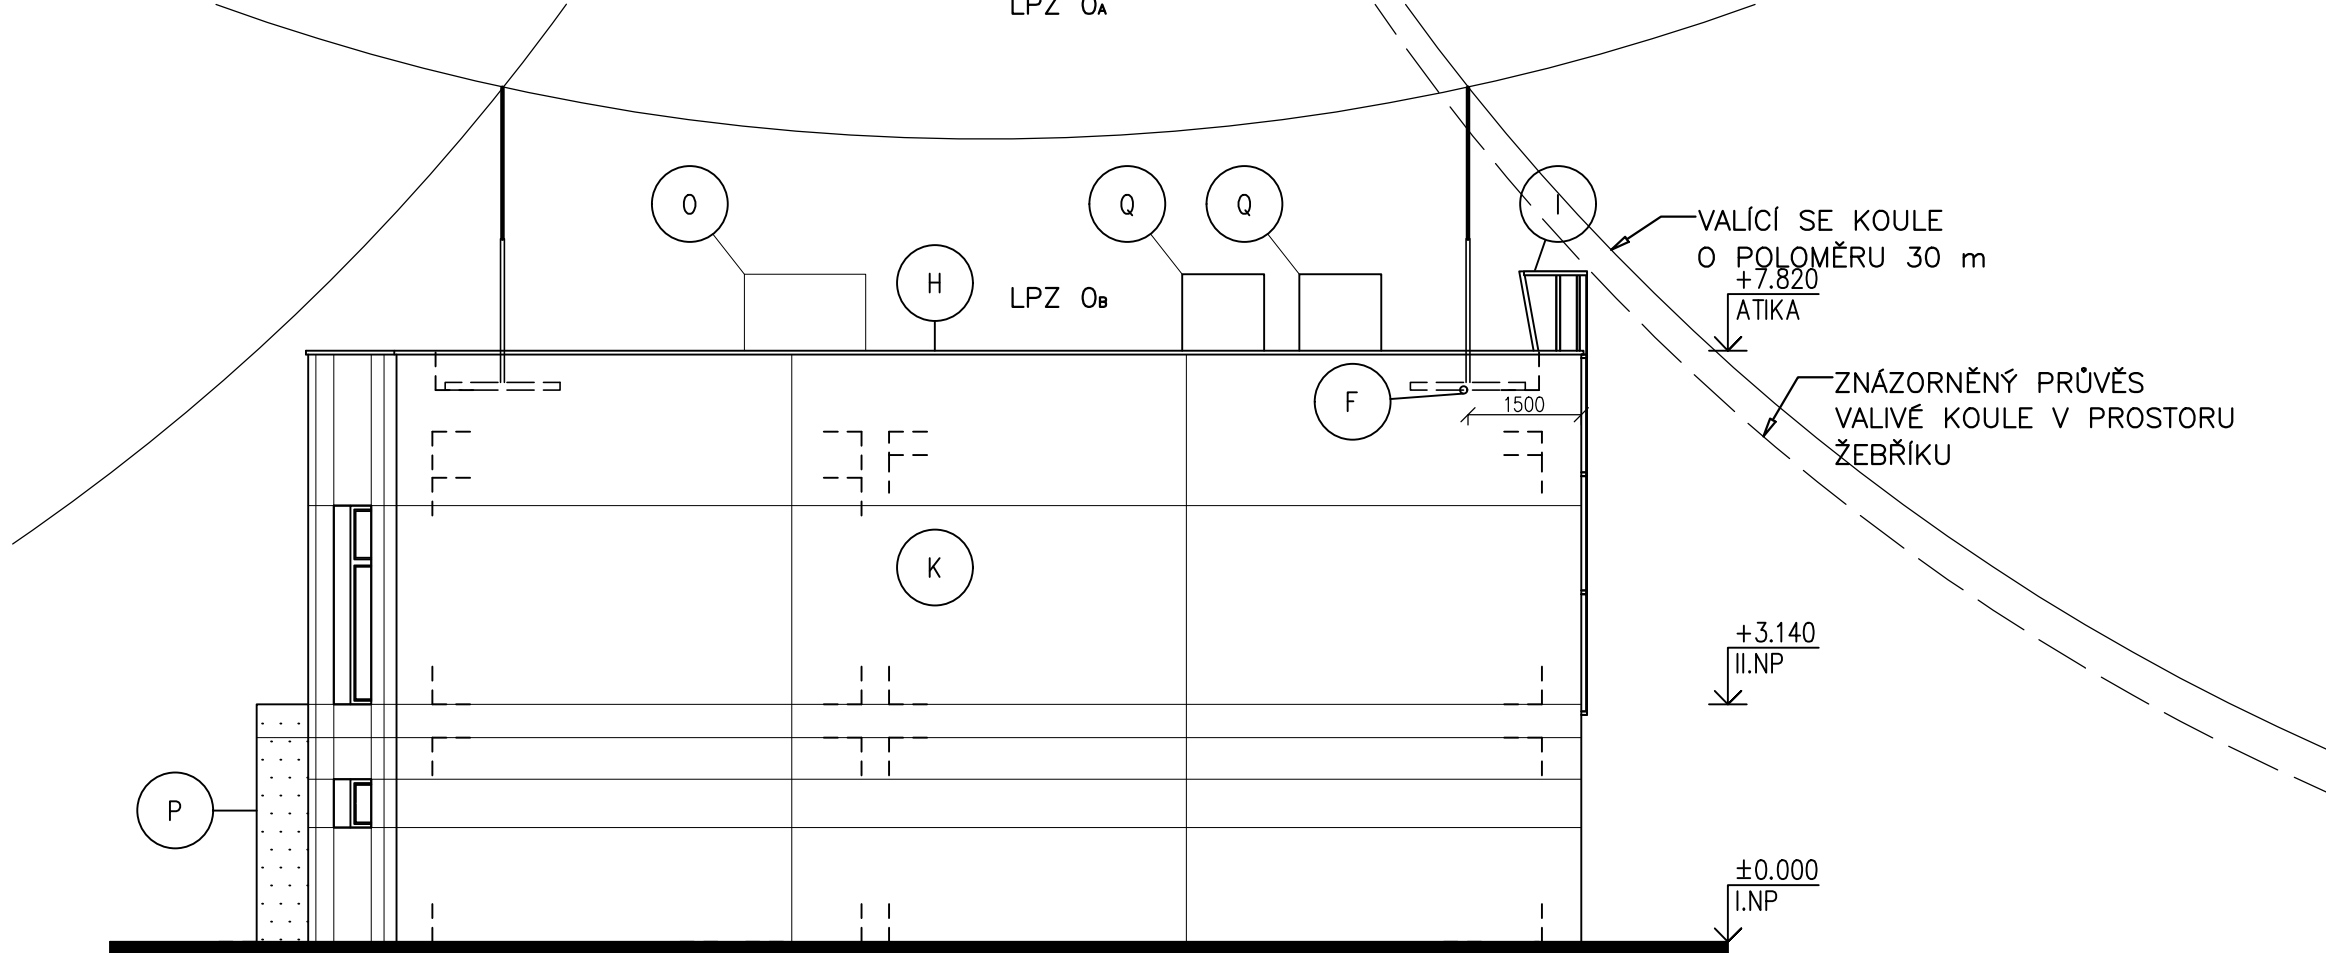 LPZ 0A
O
Q
Q
I
VALÍCÍ SE KOULE
O POLOMĚRU 30 m
H
LPZ 0B
+7.820
ATIKA
ZNÁZORNĚNÝ PRŮVĚS
VALIVÉ KOULE V PROSTORU
ŽEBŘÍKU
F
1500
K
+3.140
II.NP
P
±0.000
I.NP